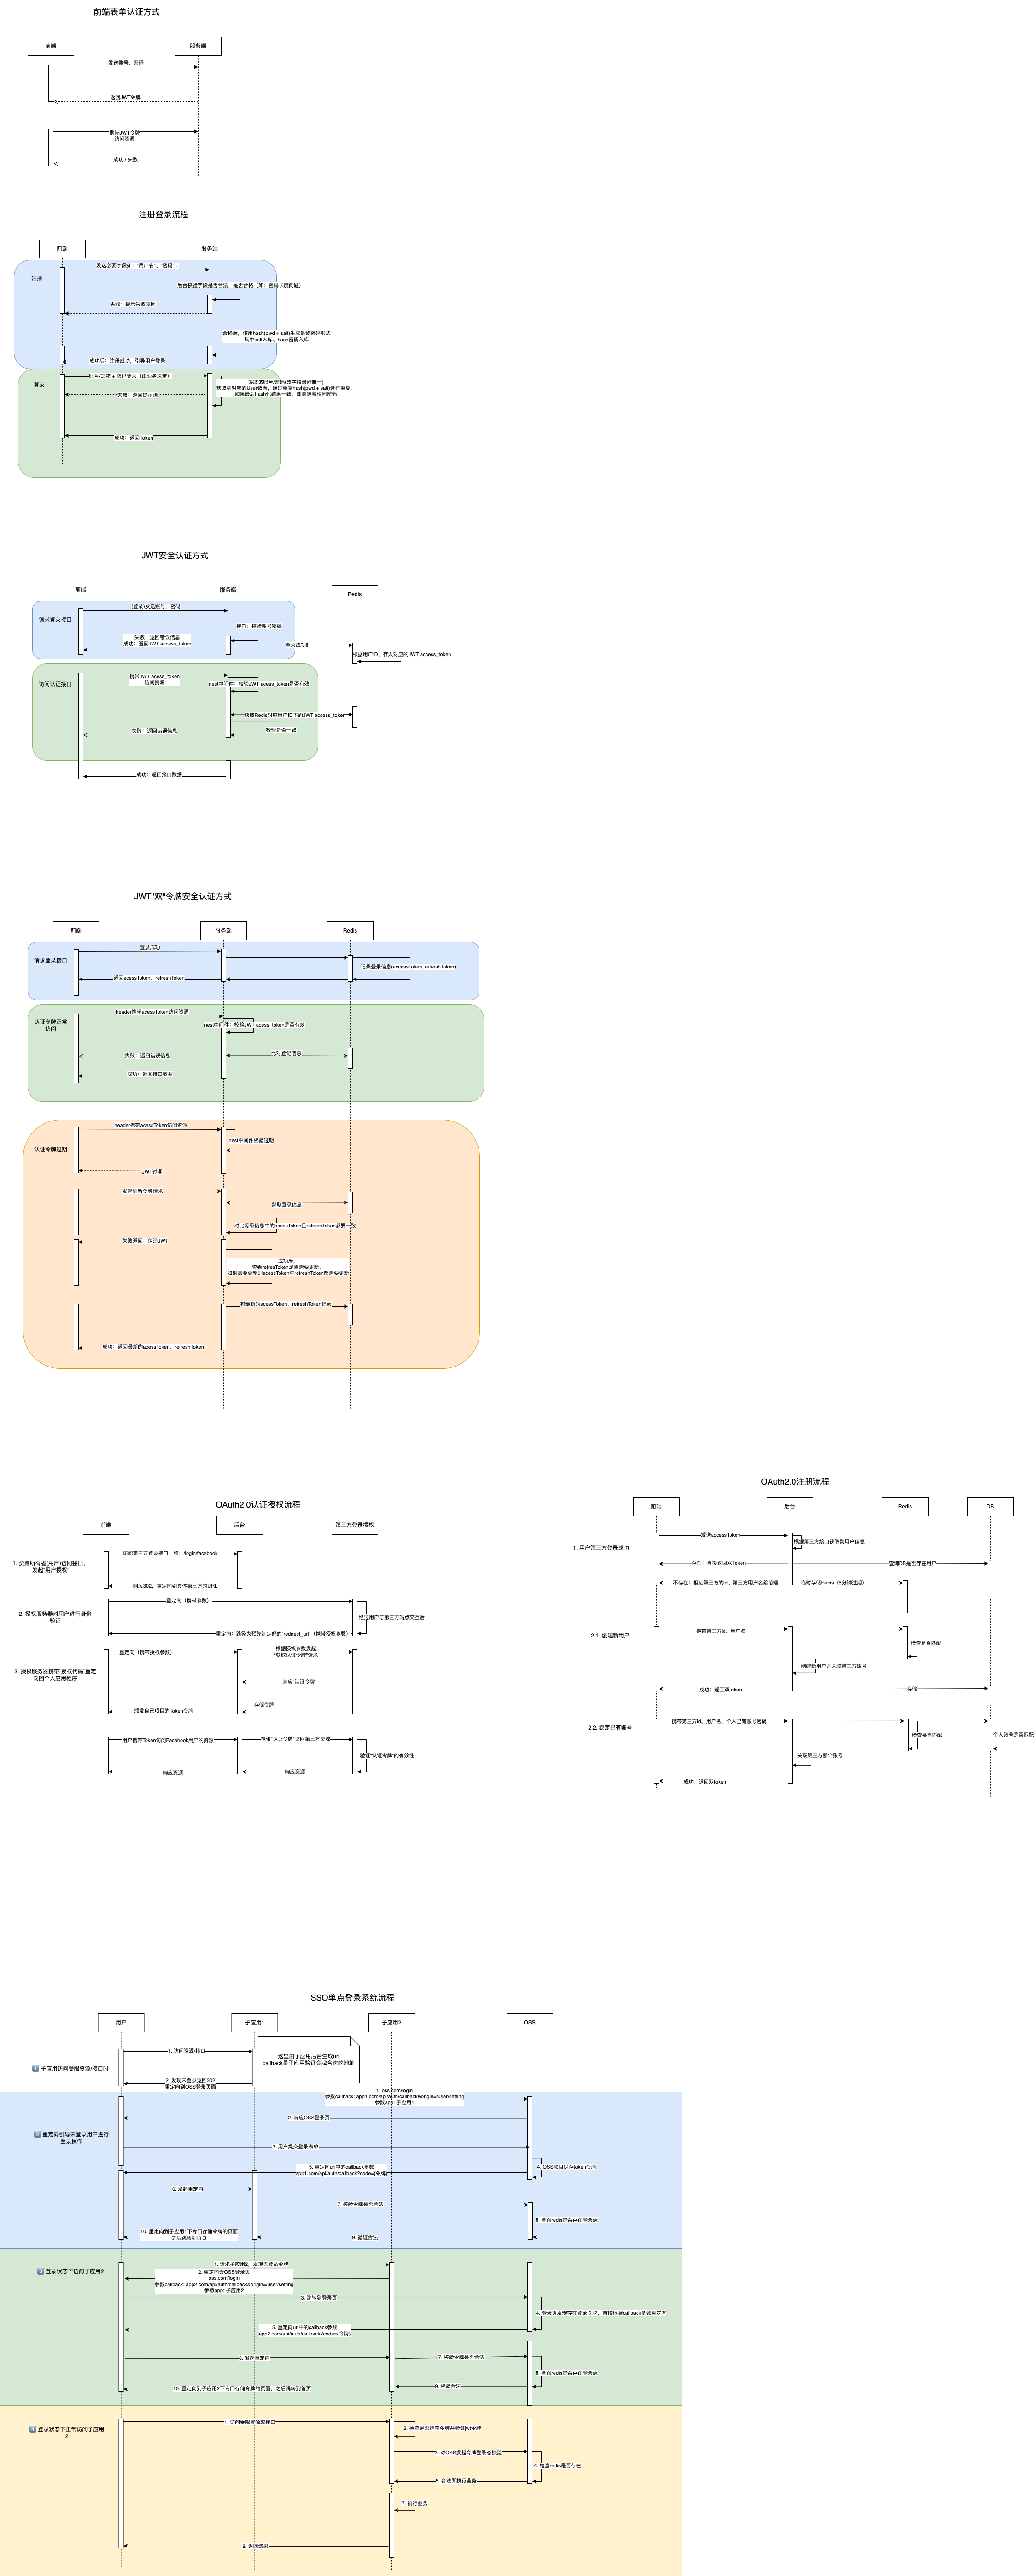 前端表单认证方式
前端
服务端
发送账号、密码
返回JWT令牌
携带JWT令牌
访问资源
成功 / 失败
注册登录流程
前端
服务端
注册
发送必要字段如："用户名"、"密码"...
后台校验字段是否合法，是否合格（如：密码长度问题）
失败：提示失败原因
合格后，使用hash(pwd + salt)生成最终密码形式
其中salt入库、hash密码入库
成功后：注册成功，引导用户登录
登录
账号/邮箱 + 密码登录（由业务决定）
读取该账号/密码(改字段最好唯一)
获取到对应的User数据，通过重复hash(pwd + salt)进行重复，
如果最后hash化结果一致，即意味着相同密码
失败：返回提示语
成功：返回Token
JWT安全认证方式
前端
服务端
Redis
请求登录接口
(登录)发送账号、密码
接口：校验账号密码
失败：返回错误信息
成功：返回JWT access_token
登录成功时
根据用户ID，存入对应的JWT access_token
访问认证接口
携带JWT acess_token
访问资源
nest中间件：校验JWT acess_token是否有效
获取Redis对应用户ID下的JWT access_token
失败：返回错误信息
校验是否一致
成功：返回接口数据
JWT"双"令牌安全认证方式
前端
服务端
Redis
请求登录接口
登录成功
记录登录信息(accessToken, refreshToken)
返回acessToken、refreshToken
认证令牌正常
访问
header携带acessToken访问资源
nest中间件：校验JWT acess_token是否有效
失败：返回错误信息
比对登记信息
成功：返回接口数据
认证令牌过期
header携带acessToken访问资源
nest中间件校验过期
JWT过期
发起刷新令牌请求
获取登录信息
对比等级信息中的acessToken且refreshToken都要一致
失败返回：伪造JWT
成功后，
查看refresToken是否需要更新，
如果需要更新则acessToken与refreshToken都需要更新
将最新的acessToken、refreshToken记录
成功：返回最新的acessToken、refreshToken
OAuth2.0认证授权流程
前端
后台
第三方登录授权
1. 资源所有者(用户)访问接口，
发起"用户授权"
访问第三方登录接口，如：/login/facebook
响应302，重定向到具体第三方的URL
2. 授权服务器对用户进行身份
验证
重定向（携带参数）
经过用户与第三方站点交互后
重定向：路径为预先制定好的`redirect_url`（携带授权参数）
3. 授权服务器携带`授权代码`重定
向回个人应用程序
重定向（携带授权参数）
根据授权参数发起
"获取认证令牌"请求
响应"认证令牌"
存储令牌
颁发自己项目的Token令牌
用户携带Token访问Facebook用户的资源
携带"认证令牌"访问第三方资源
验证"认证令牌"的有效性
响应资源
响应资源
OAuth2.0注册流程
前端
后台
Redis
DB
1. 用户第三方登录成功
发送accessToken
根据第三方接口获取到用户信息
存在：直接返回双Token
查询DB是否存在用户
不存在：相应第三方的id、第三方用户名给前端
临时存储Redis（5分钟过期）
2.1. 创建新用户
携带第三方id、用户名
检查是否匹配
创建新用户并关联第三方账号
成功：返回双token
存储
2.2. 绑定已有账号
携带第三方id、用户名、个人已有账号密码
检查是否匹配
个人账号是否匹配
关联第三方那个账号
成功：返回双token
SSO单点登录系统流程
用户
子应用1
子应用2
OSS
1 子应用访问受限资源/接口时
1. 访问资源/接口
这里由子应用后台生成url
callback是子应用验证令牌合法的地址
2. 发现未登录返回302
重定向到OSS登录页面
2 重定向引导未登录用户进行
登录操作
1. oss.com/login
参数callback: app1.com/api/auth/callback&origin=/user/setting
参数app: 子应用1
2. 响应OSS登录页
3. 用户提交登录表单
4. OSS项目保存token令牌
5. 重定向url中的callback参数
app1.com/api/auth/callback?code=(令牌)
6. 发起重定向
7. 校验令牌是否合法
8. 查询redis是否存在登录态
9. 验证合法
10. 重定向到子应用1下专门存储令牌的页面
之后跳转到首页
3 登录状态下访问子应用2
1. 请求子应用2，发现无登录令牌
2. 重定向去OSS登录页
oss.com/login
参数callback: app2.com/api/auth/callback&origin=/user/setting
参数app: 子应用2
3. 跳转到登录页
4. 登录页发现存在登录令牌，直接根据callback参数重定向
5. 重定向url中的callback参数
app2.com/api/auth/callback?code=(令牌)
6. 发起重定向
7. 校验令牌是否合法
8. 查询redis是否存在登录态
9. 校验合法
10. 重定向到子应用2下专门存储令牌的页面，之后跳转到首页
4 登录状态下正常访问子应用
2
1. 访问受限资源或接口
2. 检查是否携带令牌并验证jwt令牌
3. 对OSS发起令牌登录态校验
4. 检查redis是否存在
5. 合法即执行业务
7. 执行业务
8. 返回结果